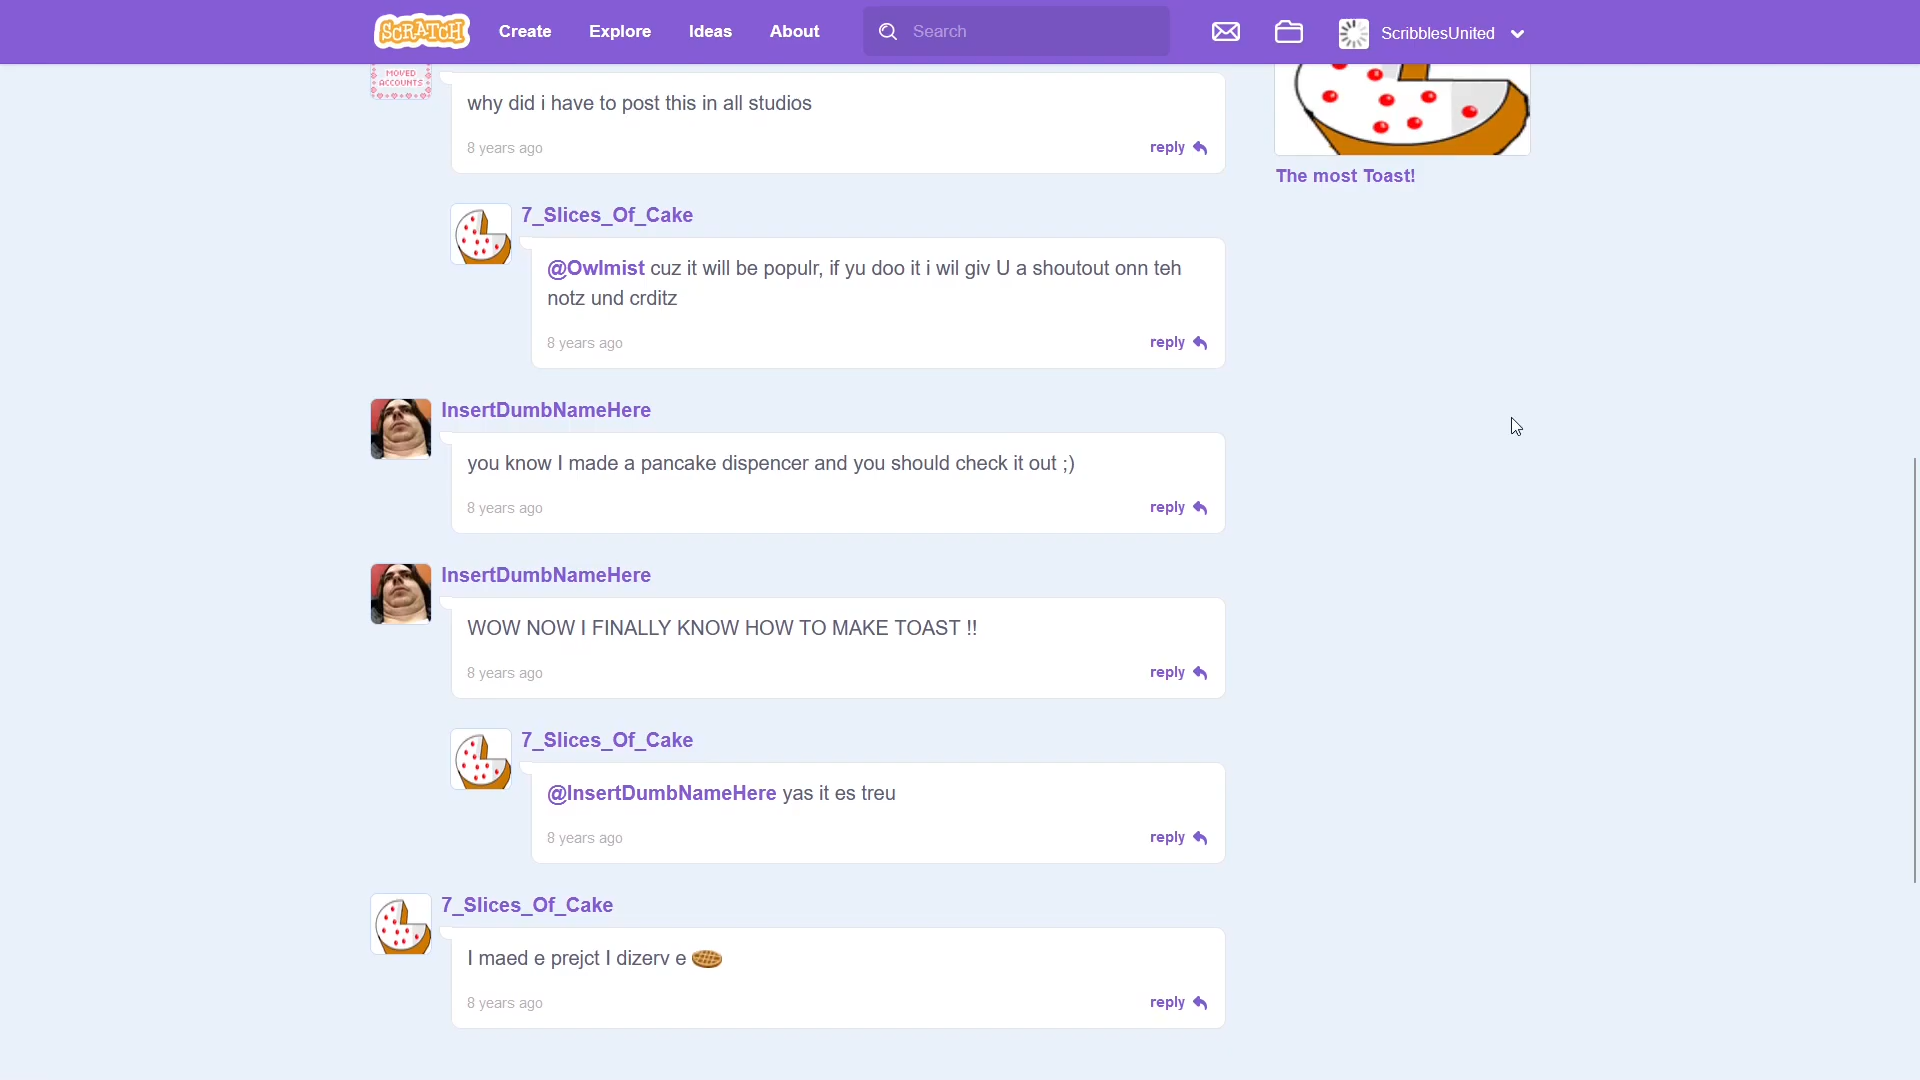 SCRATCH
Create
Explore
Ideas
About
Search
ScribblesUnited
MOVED
ACCOUNTS
why did i have to post this in all studios
8 years ago
reply
The most Toast!
7_Slices_Of_Cake
@Owlmist cuz it will be populr, if yu doo it i wil giv U a shoutout onn teh
notz und crditz
8 years ago
reply
InsertDumbNameHere
you know I made a pancake dispencer and you should check it out ;)
8 years ago
reply
InsertDumbNameHere
WOW NOW I FINALLY KNOW HOW TO MAKE TOAST !!
8 years ago
reply
7_Slices_Of_Cake
@InsertDumbNameHere yas it es treu
8 years ago
reply
7_Slices_Of_Cake
I maed e prejct I dizerv e 🥧
8 years ago
reply